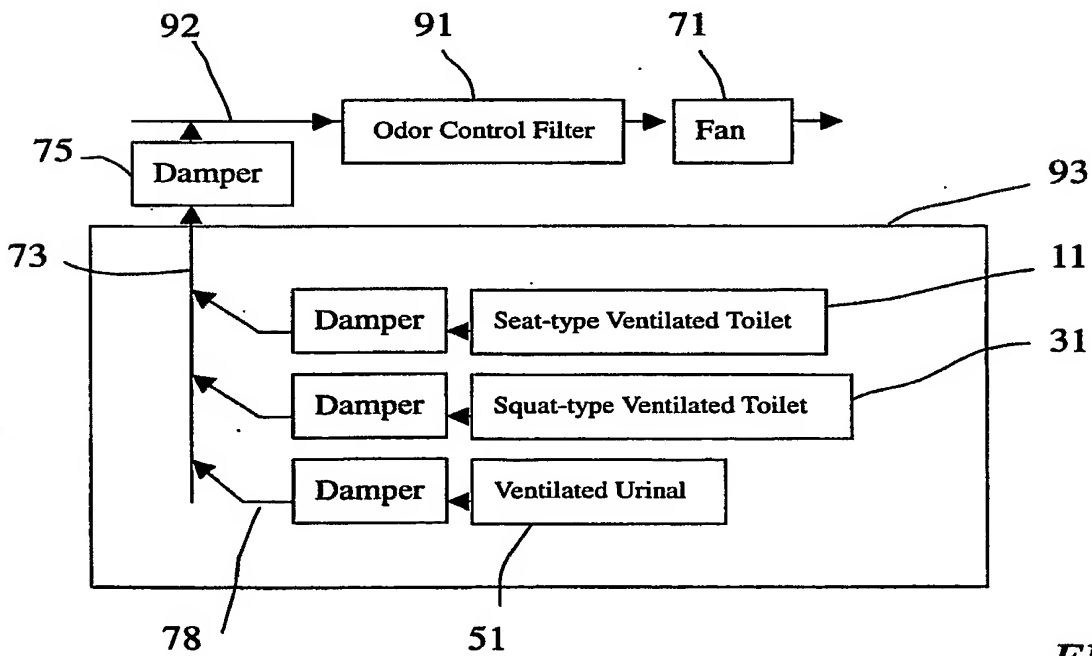 92 91 71
Odor Control Filter Fan
75 Damper
93
73 11
Damper Seat-type Ventilated Toilet
31
Damper Squat-type Ventilated Toilet
Damper Ventilated Urinal
78 51